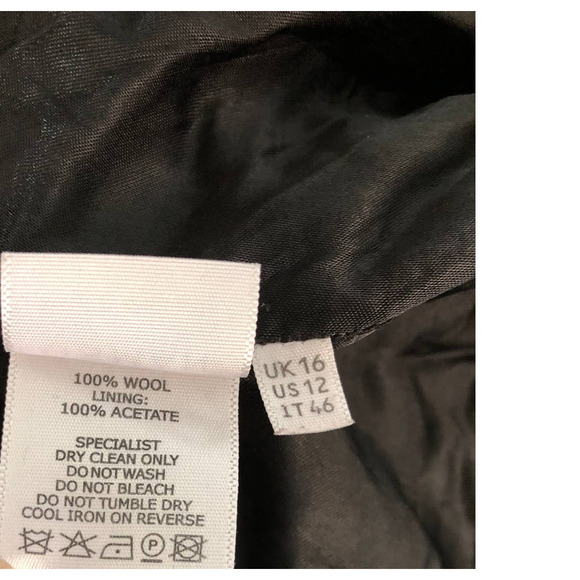 100% WOOL
LINING:
100% ACETATE
SPECIALIST
DRY CLEAN ONLY
DO NOT WASH
DO NOT BLEACH
DO NOT TUMBLE DRY
COOL IRON ON REVERSE
P
UK 16
US 12
IT 46